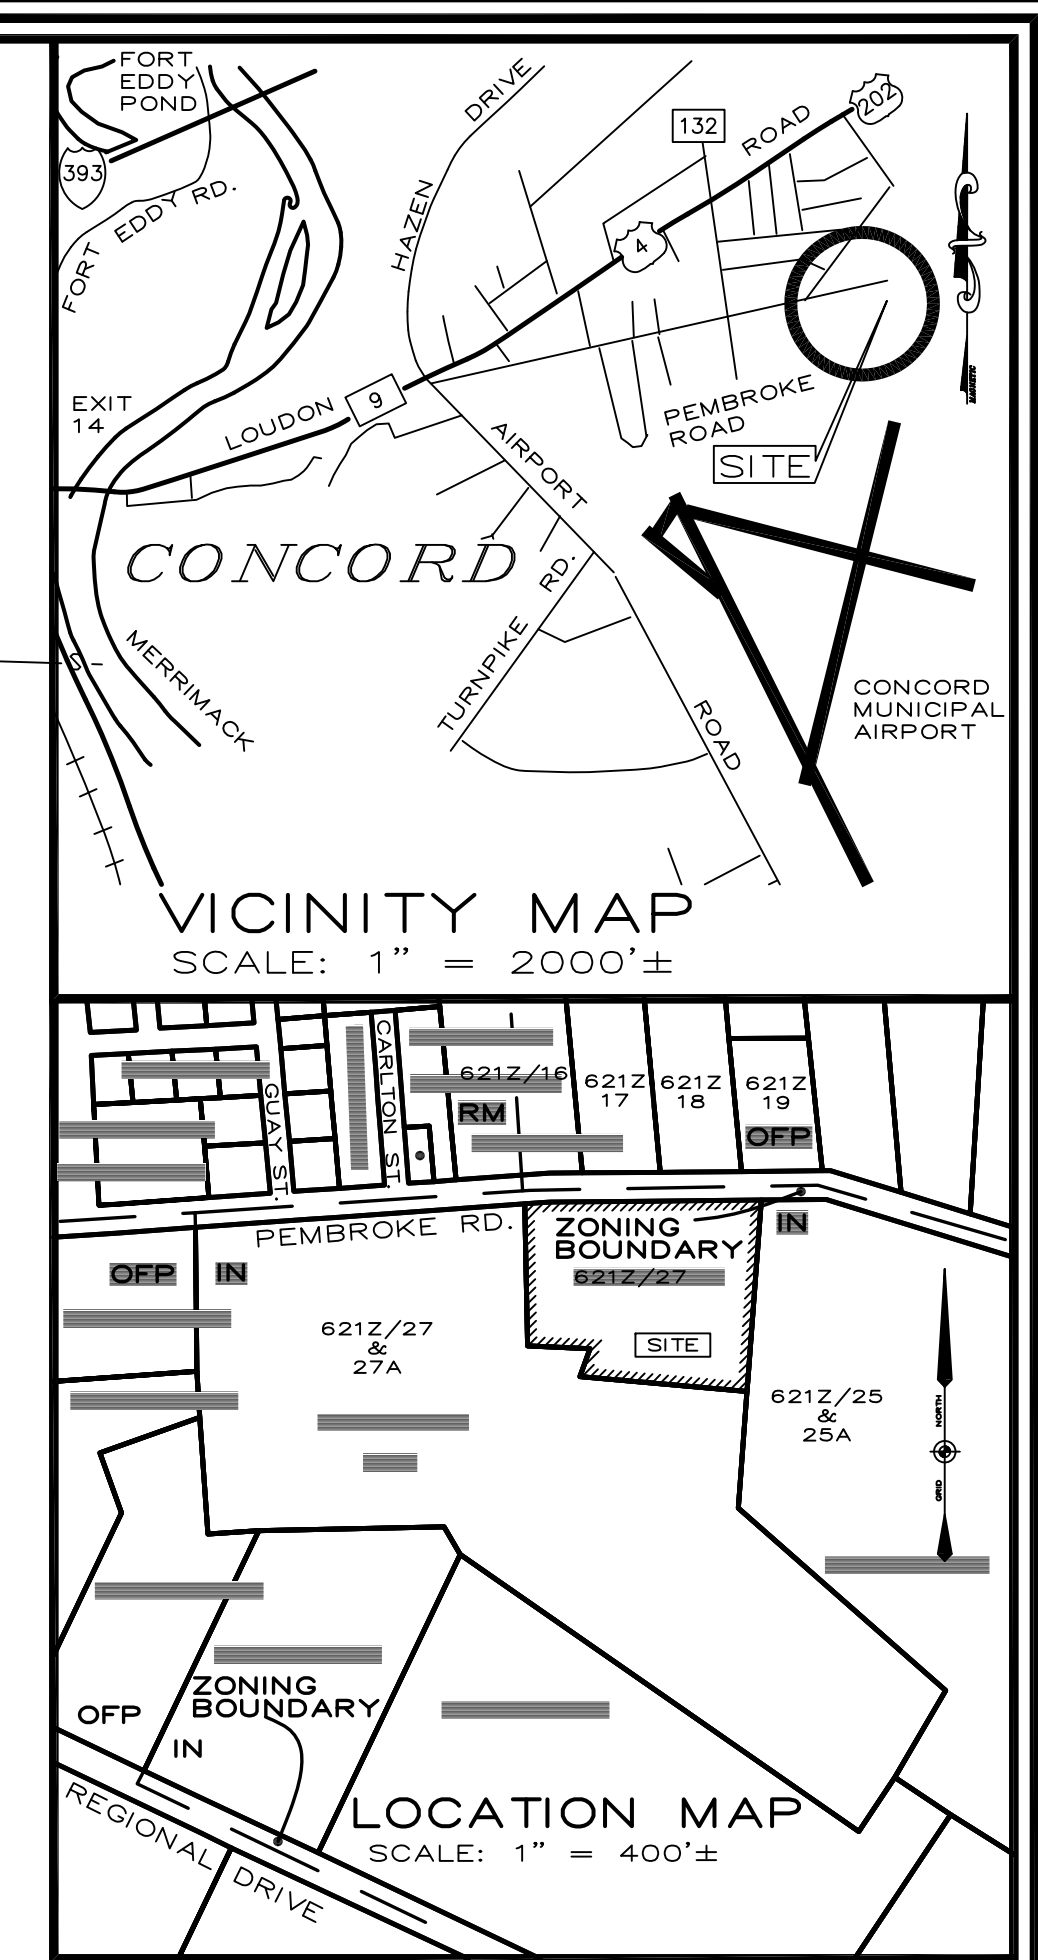 FORT
EDDY
POND
393
FORT EDDY RD.
HAZEN DRIVE
132
ROAD
202
4
MAGNETIC
EXIT
14
LOUDON
9
PEMBROKE
ROAD
SITE
AIRPORT
CONCORD
RD.
TURNPIKE
MERRIMACK
ROAD
CONCORD
MUNICIPAL
AIRPORT
VICINITY MAP
SCALE: 1" = 2000'±
CARLTON ST.
GUAY ST.
621Z/16
RM
621Z
17
621Z
18
621Z
19
OFP
PEMBROKE RD.
ZONING
BOUNDARY
621Z/27
IN
OFP
IN
SITE
621Z/27
&
27A
621Z/25
&
25A
NORTH
GRID
ZONING
BOUNDARY
OFP
IN
REGIONAL DRIVE
LOCATION MAP
SCALE: 1" = 400'±